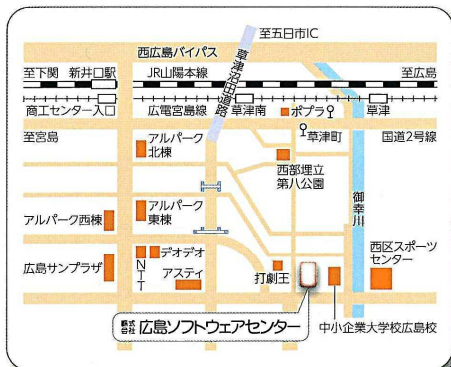 至五日市IC
西広島バイパス
草津沼田道路
至下関
新井口駅
JR山陽本線
至広島
商工センター入口
広電宮島線
草津南
ポプラ
草津
至宮島
アルパーク
北棟
草津町
国道2号線
西部埋立
第八公園
御幸川
アルパーク西棟
アルパーク
東棟
広島サンプラザ
NTT
デオデオ
アスティ
打劇王
西区スポーツ
センター
株式会社 広島ソフトウェアセンター
中小企業大学校広島校